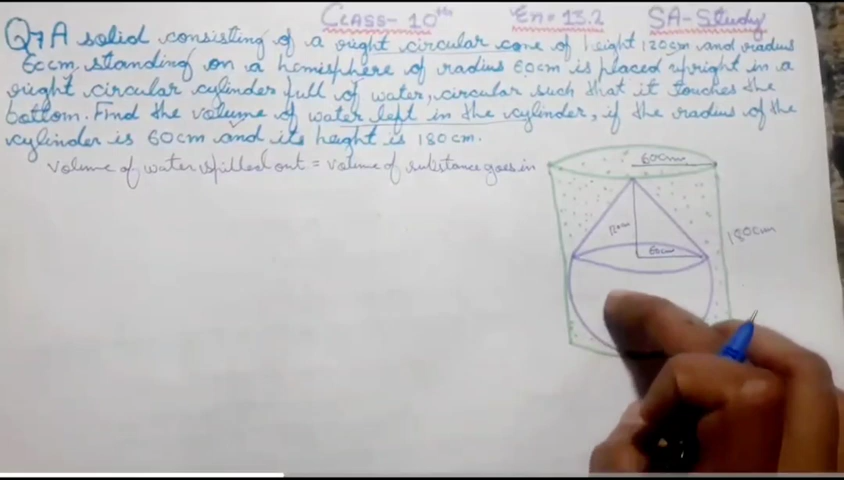 Class- 10th Ex= 13.2 SA-Study
Q7 A solid consisting of a right circular cone of height 120cm and radius
60cm standing on a hemisphere of radius 60cm is placed upright in a
right circular cylinder full of water, circular such that it touches the
bottom. Find the volume of water left in the cylinder, if the radius of the
cylinder is 60cm and its height is 180cm.
volume of water spilled out = volume of substance goes in
60cm
120cm
180cm
60cm